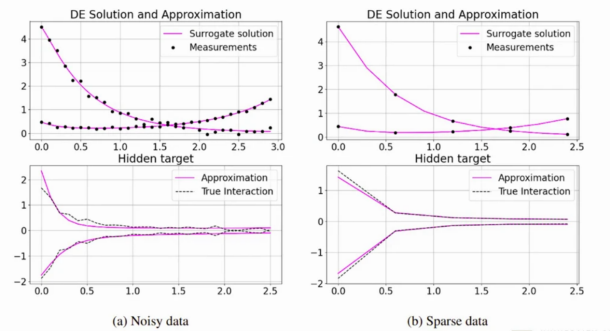 DE Solution and Approximation
Surrogate solution
Measurements
4
3
2
1
0
0.0 0.5 1.0 1.5 2.0 2.5 2.9
Hidden target
Approximation
True Interaction
2
1
0
−1
−2
0.0 0.5 1.0 1.5 2.0 2.5
(a) Noisy data
DE Solution and Approximation
Surrogate solution
Measurements
4
3
2
1
0
0.0 0.5 1.0 1.5 2.0 2.5
Hidden target
Approximation
True Interaction
1
0
−1
−2
0.0 0.5 1.0 1.5 2.0 2.5
(b) Sparse data